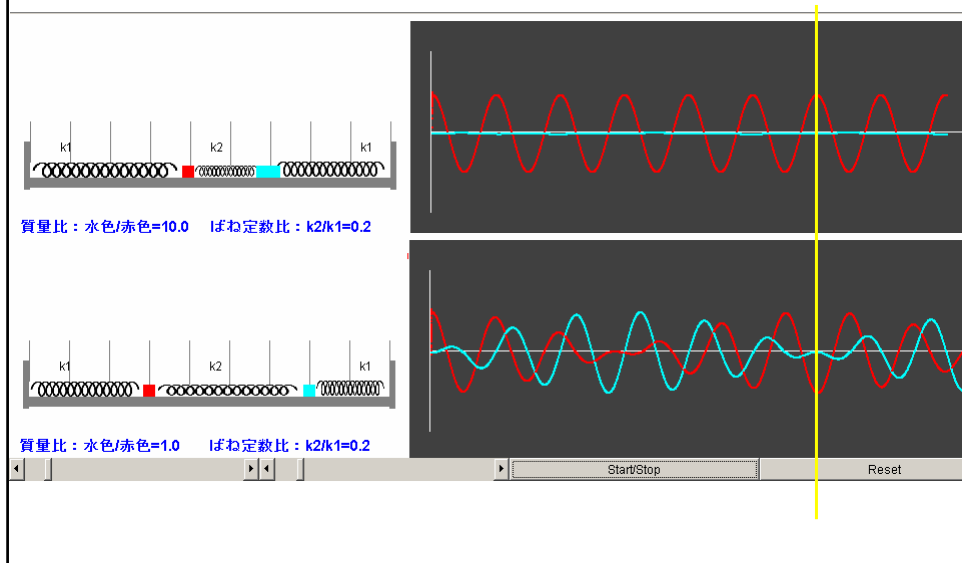 k1 k2 k1
質量比：水色/赤色=10.0 ばね定数比：k2/k1=0.2
k1 k2 k1
質量比：水色/赤色=1.0 ばね定数比：k2/k1=0.2
Start/Stop Reset